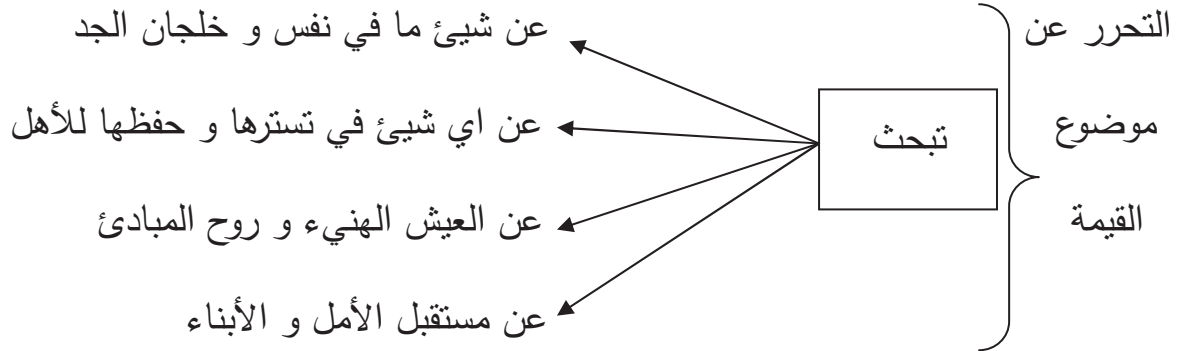 التحرر عن
موضوع
القيمة
تبحث
عن شيئ ما في نفس و خلجان الجد
عن اي شيئ في تسترها و حفظها للأهل
عن العيش الهنيء و روح المبادئ
عن مستقبل الأمل و الأبناء